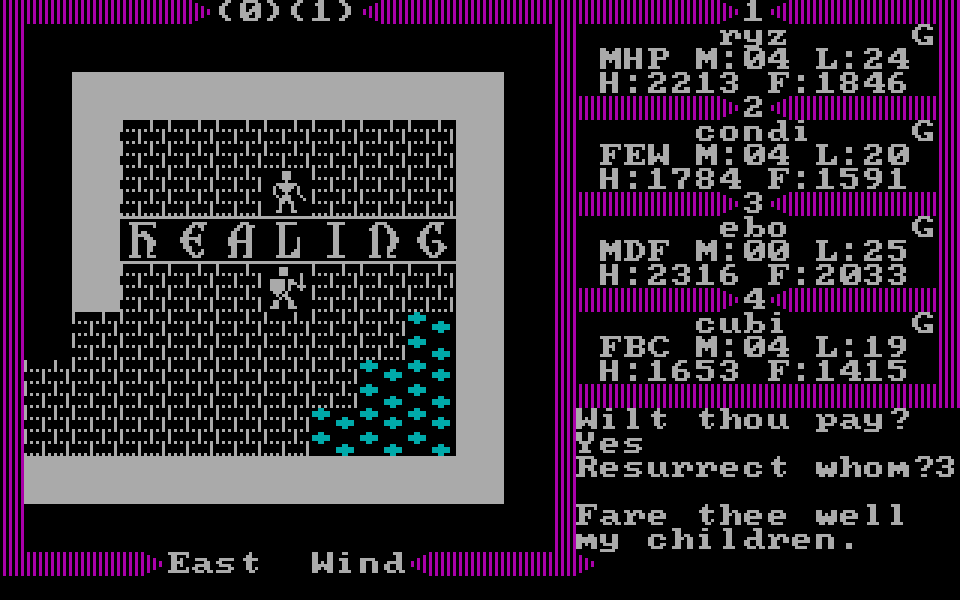 (0)(1)
HEALING
East Wind
1
ryz G
MHP M:04 L:24
H:2213 F:1846
2
condi G
FEW M:04 L:20
H:1784 F:1591
3
ebo G
MDF M:00 L:25
H:2316 F:2033
4
cubi G
FBC M:04 L:19
H:1653 F:1415
Wilt thou pay?
Yes
Resurrect whom?3
Fare thee well
my children.